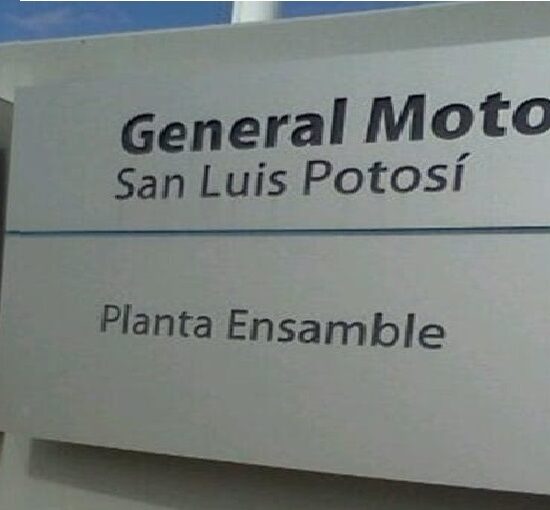 General Moto
San Luis Potosí
Planta Ensamble